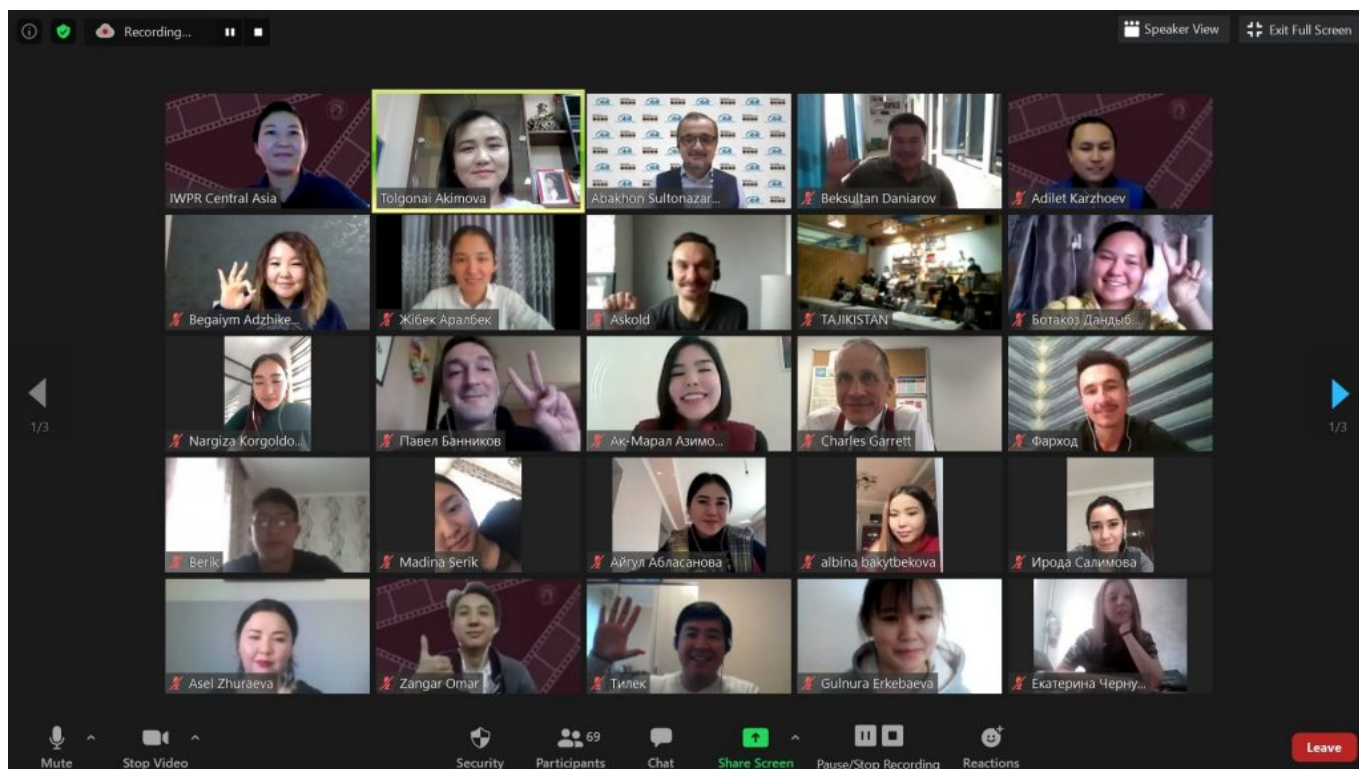 Recording...
Speaker View
Exit Full Screen
IWPR Central Asia
Tolgonai Akimova
Abakhon Sultonazar...
Beksultan Daniarov
Adilet Karzhoev
Begaiym Adzhike...
Жібек Аралбек
Askold
TAJIKISTAN
Ботакоз Дандыб...
Nargiza Korgoldo...
Павел Банников
Ак-Марал Азимо...
Charles Garrett
Фарход
1/3
1/3
Berik
Madina Serik
Айгул Абласанова
albina bakytbekova
Ирода Салимова
Asel Zhuraeva
Zangar Omar
Тилек
Gulnura Erkebaeva
Екатерина Черну...
69
Mute
Stop Video
Security
Participants
Chat
Share Screen
Pause/Stop Recording
Reactions
Leave